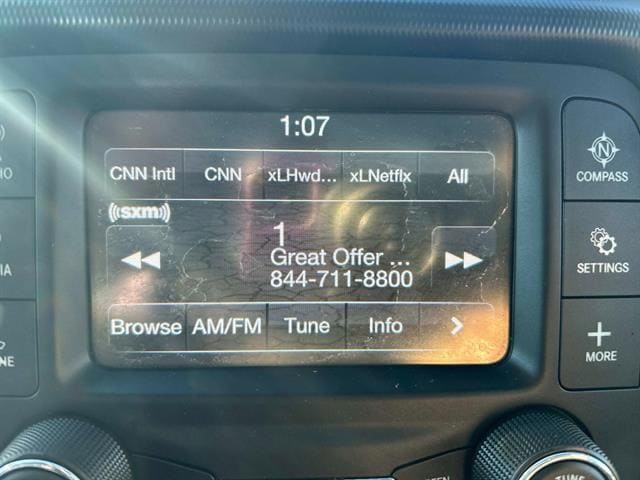 1:07
CNN Intl CNN xLHwd... xLNetflx All
((sxm))
1
Great Offer ...
844-711-8800
Browse AM/FM Tune Info >
COMPASS
SETTINGS
+
MORE
TUNE